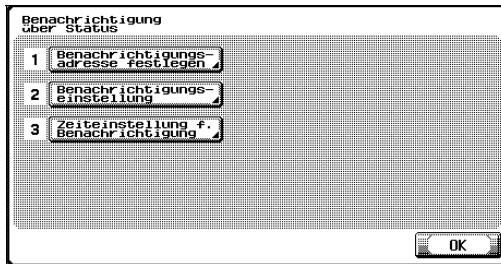 Benachrichtigung
über Status
1 Benachrichtigungs-
adresse festlegen
2 Benachrichtigungs-
einstellung
3 Zeiteinstellung f.
Benachrichtigung
OK